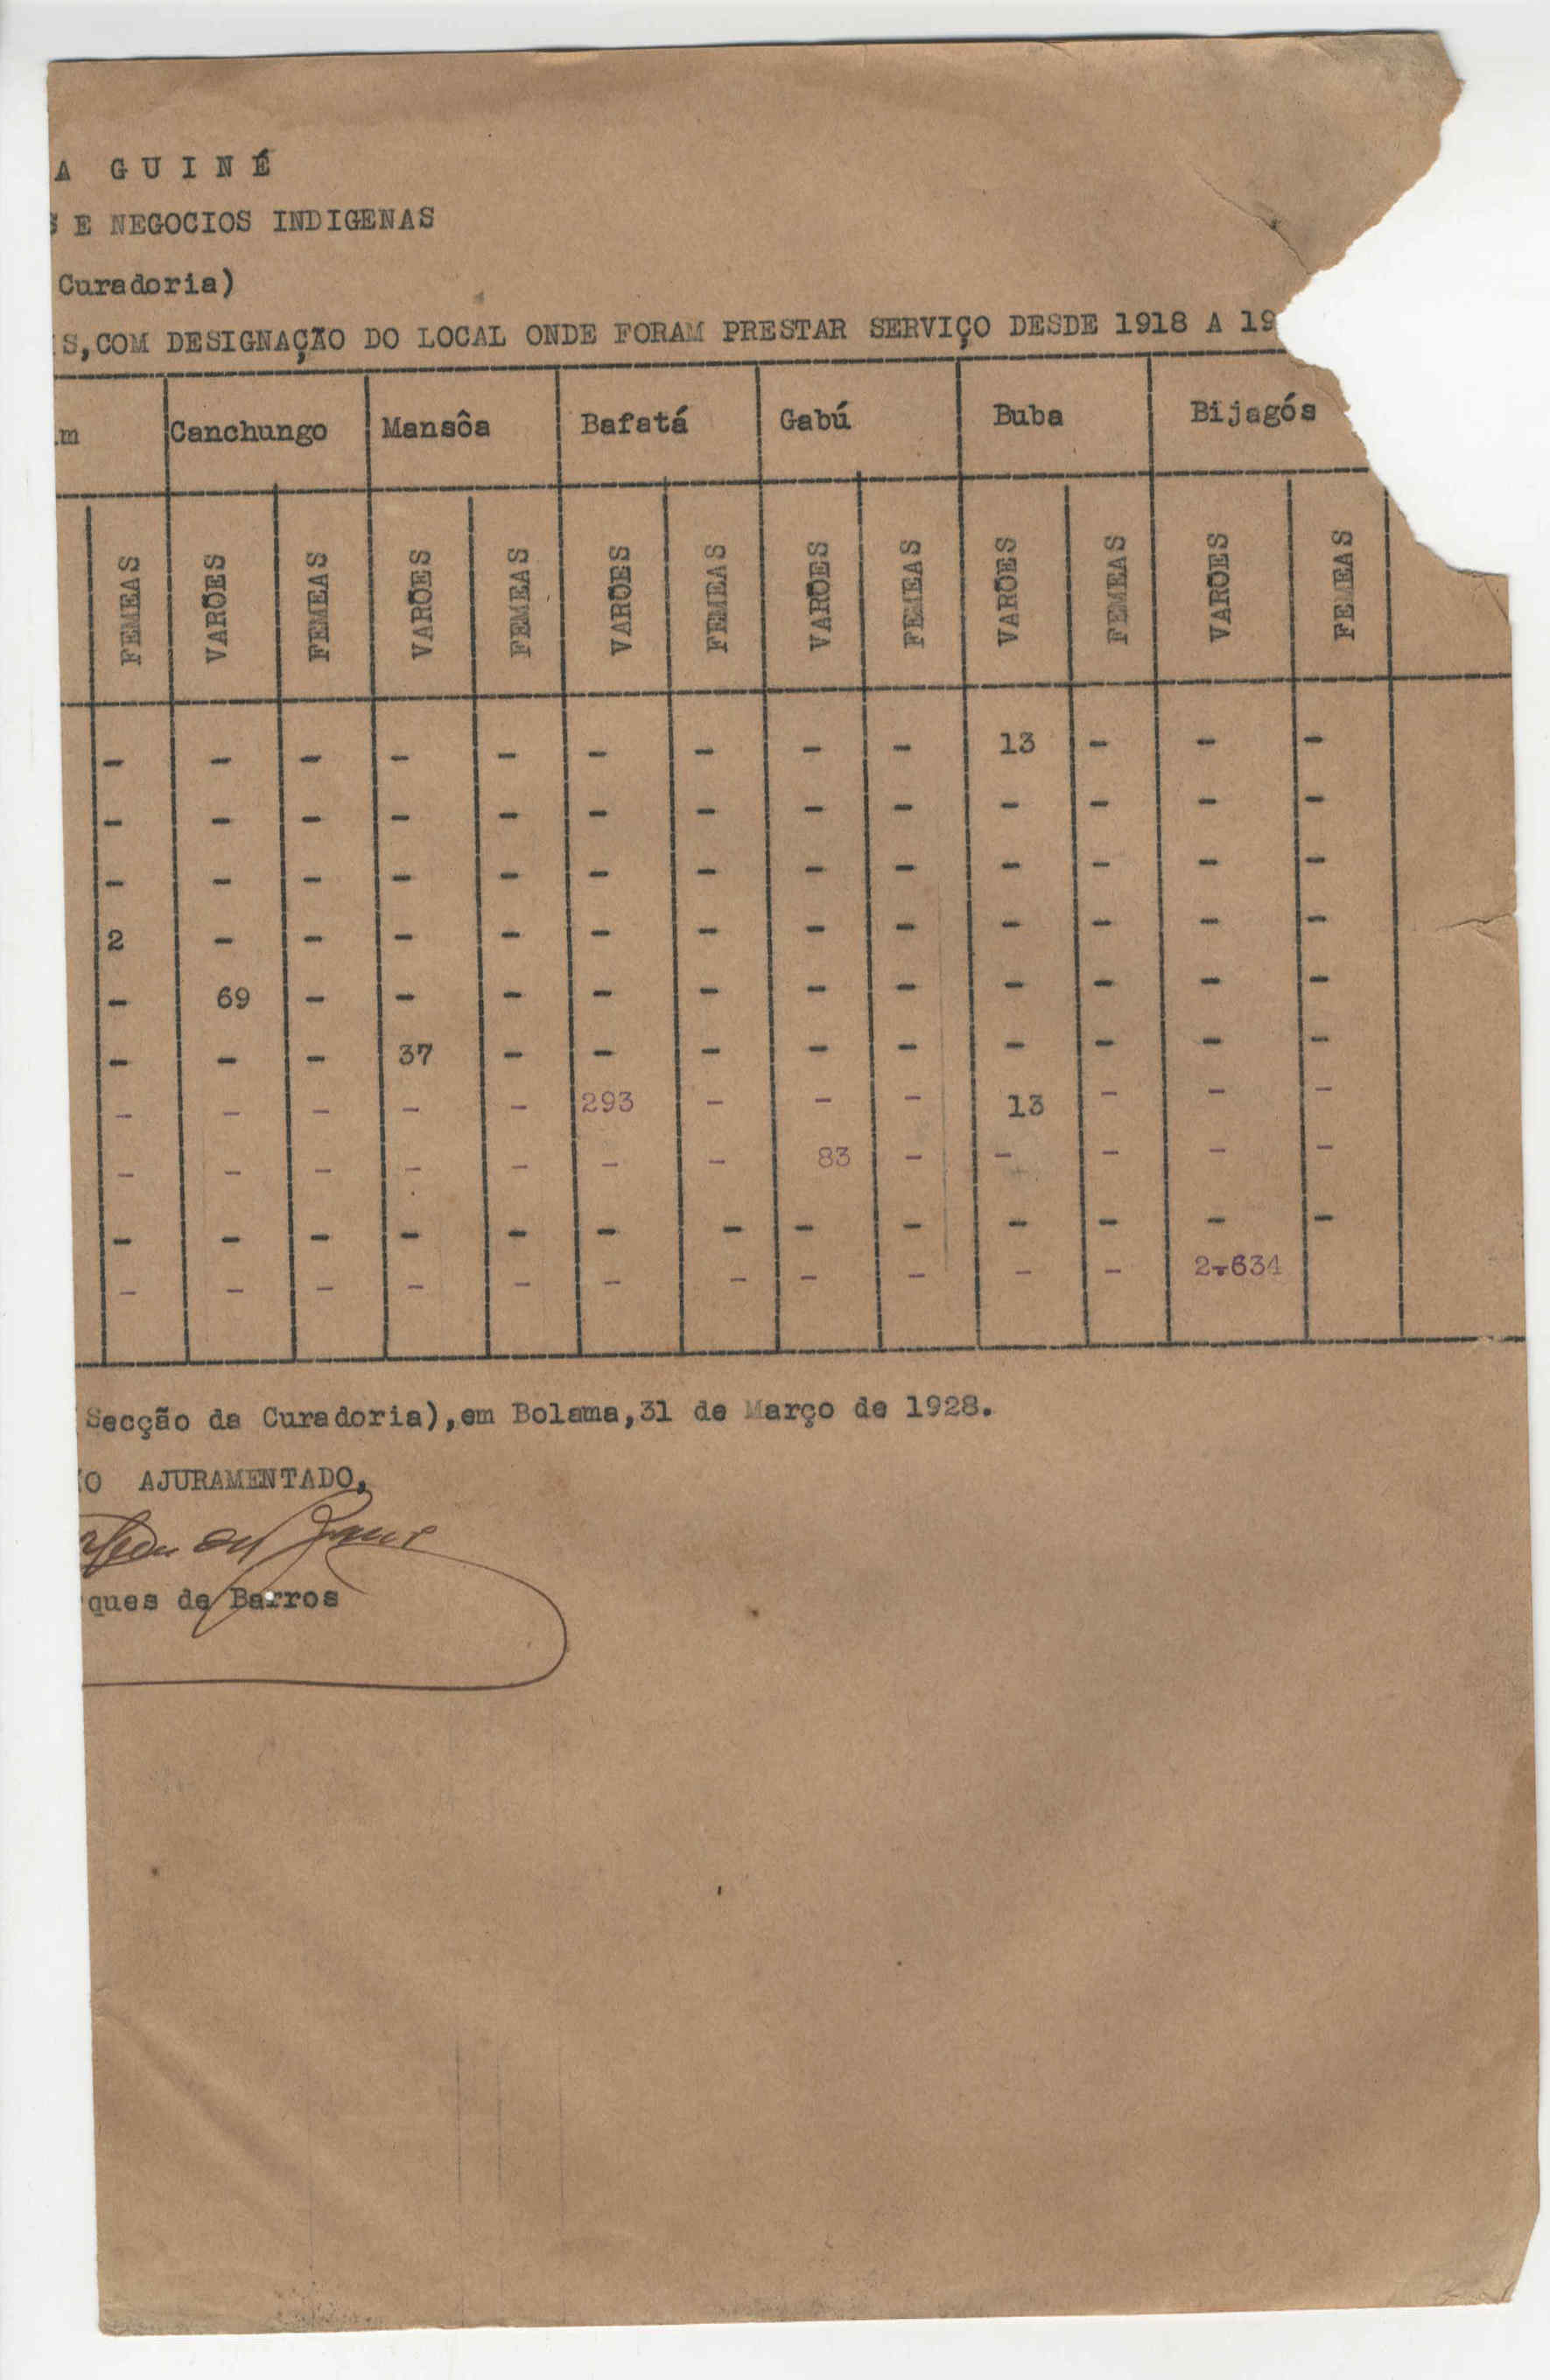 A GUINÉ
E NEGOCIOS INDIGENAS
Curadoria)
S, COM DESIGNAÇÃO DO LOCAL ONDE FORAM PRESTAR SERVIÇO DESDE 1918 A 19
m Canchungo Mansôa Bafatá Gabú Buba Bijagós
FEMEAS VARÕES FEMEAS VARÕES FEMEAS VARÕES FEMEAS VARÕES FEMEAS VARÕES FEMEAS VARÕES FEMEAS
- - - - - - - - - 13 - - -
- - - - - - - - - - - - -
- - - - - - - - - - - - -
2 - - - - - - - - - - - -
- 69 - - - - - - - - - - -
- - - 37 - - - - - - - - -
- - - - - 293 - - - 13 - - -
- - - - - - - 83 - - - - -
- - - - - - - - - - - - -
- - - - - - - - - - - 2.634
Secção da Curadoria),em Bolama,31 de Março de 1928.
O AJURAMENTADO,
ques de Barros